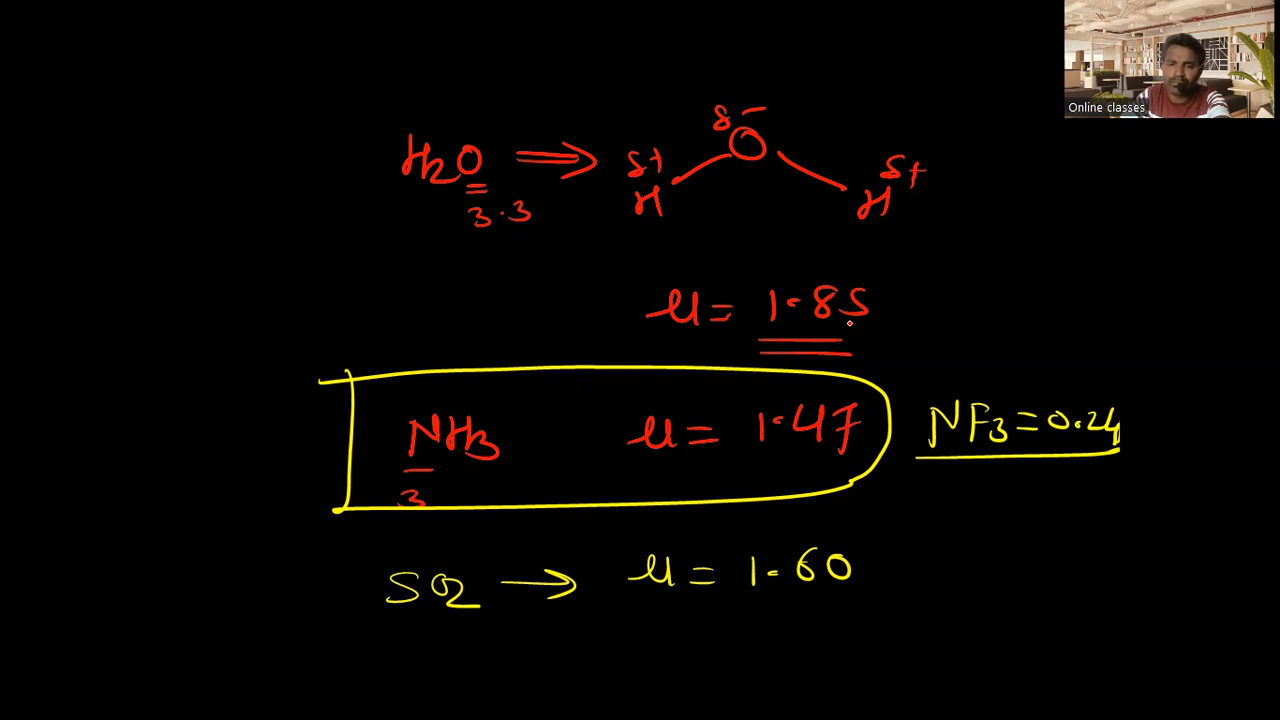 Online classes
H2O ⇒ δ+ H δ- O δ+ H
3.3
μ = 1.85
NH3 μ = 1.47 NF3 = 0.24
3
SO2 → μ = 1.60